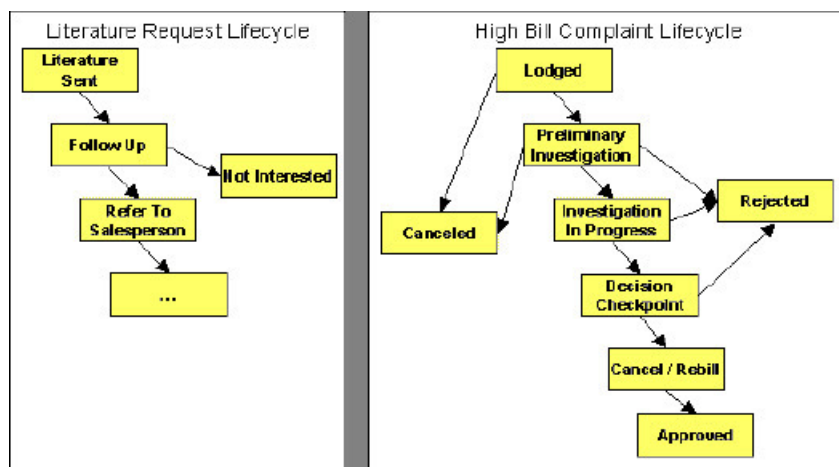 Literature Request Lifecycle
Literature
Sent
Follow Up
Not Interested
Refer To
Salesperson
...
High Bill Complaint Lifecycle
Lodged
Preliminary
Investigation
Canceled
Investigation
In Progress
Rejected
Decision
Checkpoint
Cancel / Rebill
Approved